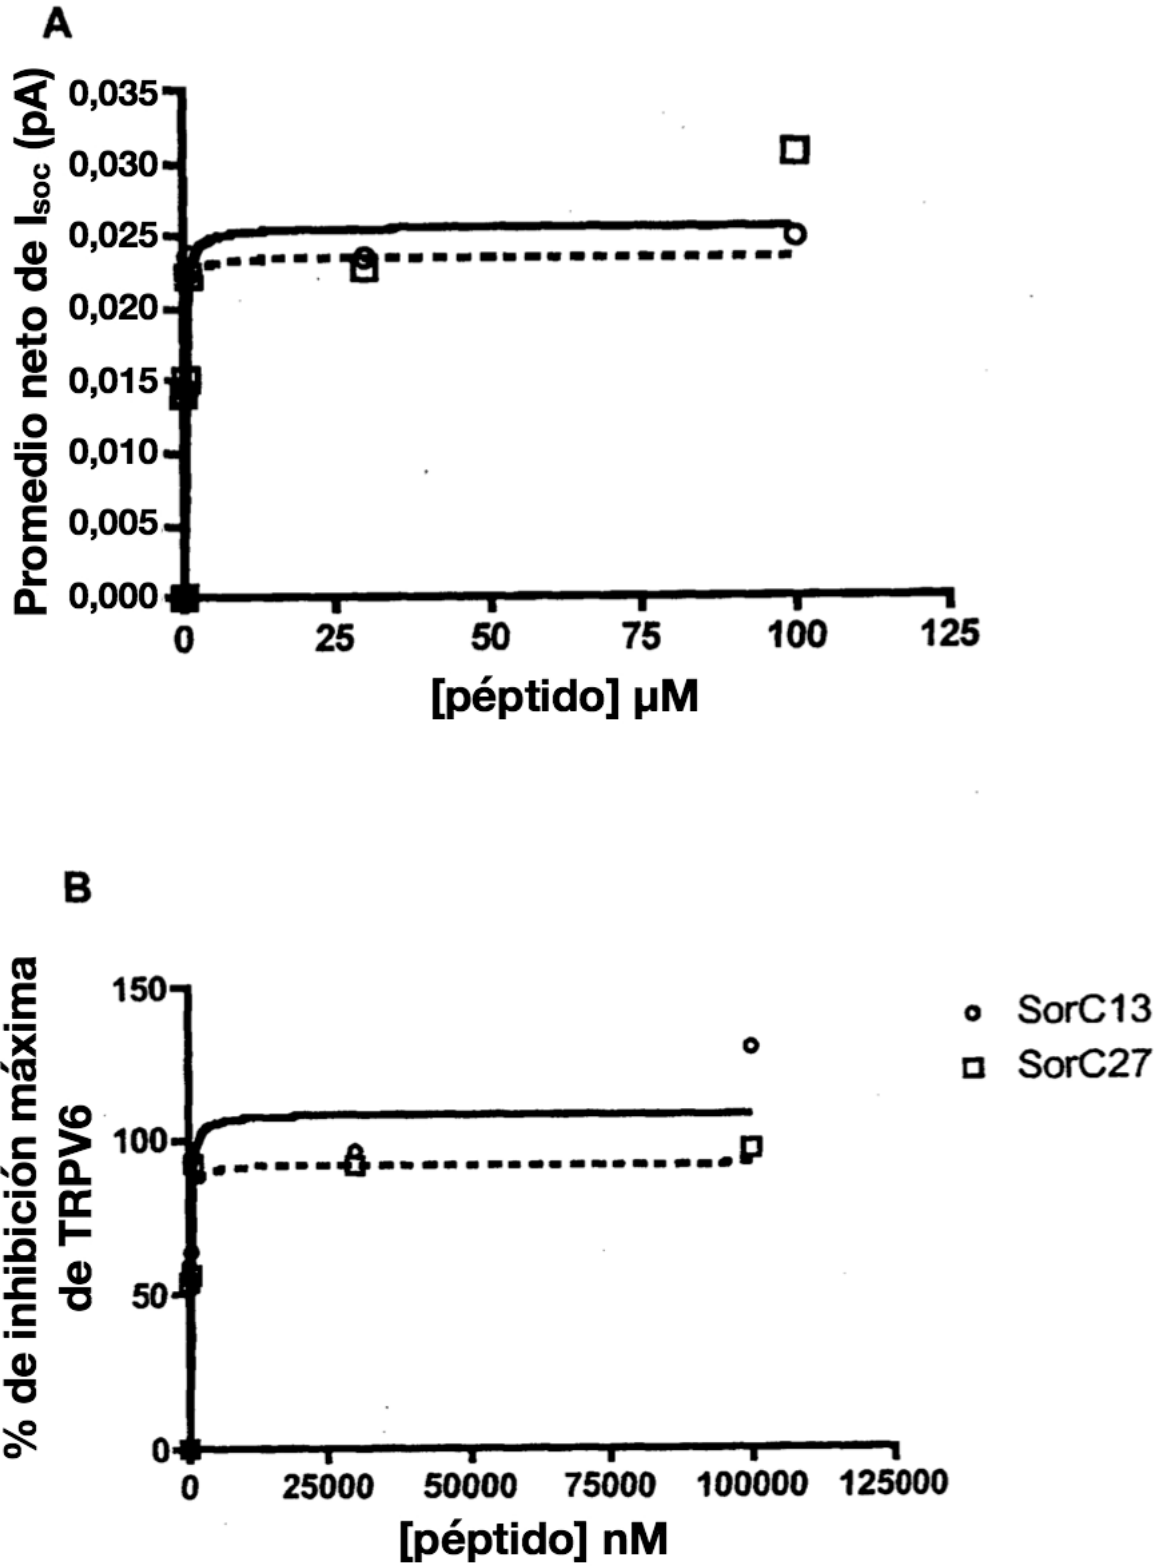 A
Promedio neto de Isoc (pA)
0,035
0,030
0,025
0,020
0,015
0,010
0,005
0,000
0 25 50 75 100 125
[péptido] µM
B
% de inhibición máxima
de TRPV6
150
100
50
0
0 25000 50000 75000 100000 125000
[péptido] nM
SorC13
SorC27